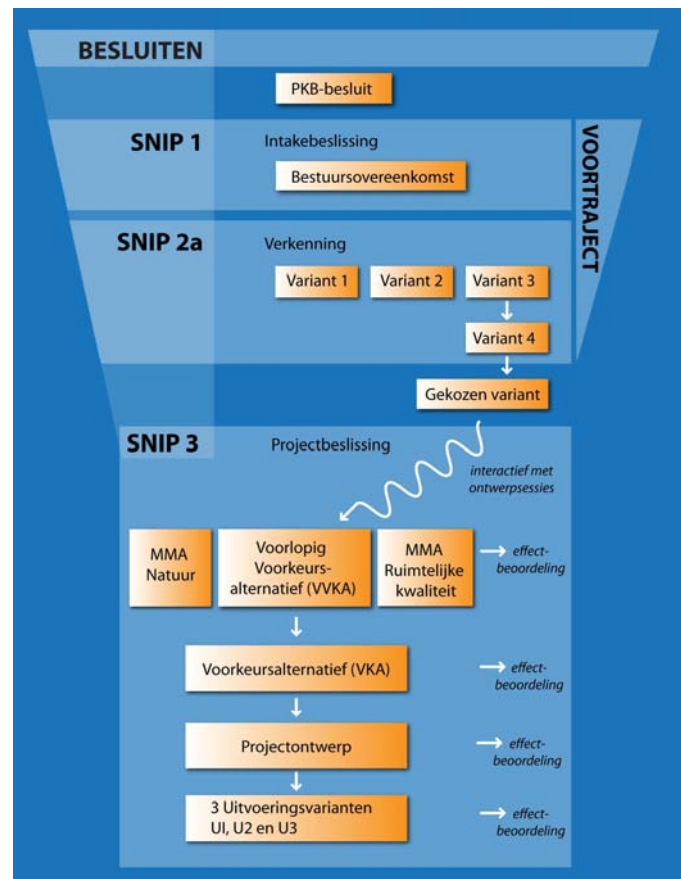 BESLUITEN
PKB-besluit
SNIP 1
Intakebeslissing
Bestuursovereenkomst
VOORTRAJECT
SNIP 2a
Verkenning
Variant 1
Variant 2
Variant 3
Variant 4
Gekozen variant
SNIP 3
Projectbeslissing
interactief met
ontwerpsessies
MMA
Natuur
Voorlopig
Voorkeurs-
alternatief (VVKA)
MMA
Ruimtelijke
kwaliteit
effect-
beoordeling
Voorkeursalternatief (VKA)
effect-
beoordeling
Projectontwerp
effect-
beoordeling
3 Uitvoeringsvarianten
UI, U2 en U3
effect-
beoordeling